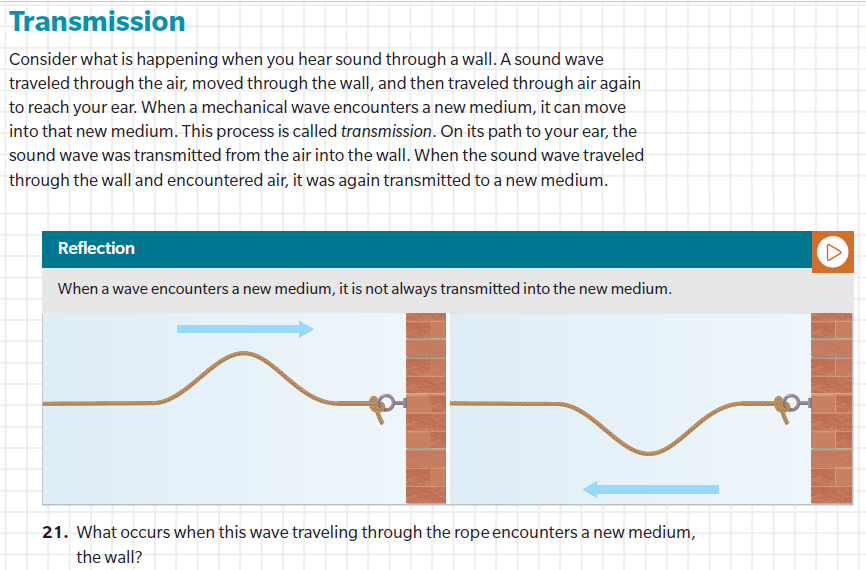 Transmission
Consider what is happening when you hear sound through a wall. A sound wave
traveled through the air, moved through the wall, and then traveled through air again
to reach your ear. When a mechanical wave encounters a new medium, it can move
into that new medium. This process is called transmission. On its path to your ear, the
sound wave was transmitted from the air into the wall. When the sound wave traveled
through the wall and encountered air, it was again transmitted to a new medium.
Reflection
When a wave encounters a new medium, it is not always transmitted into the new medium.
21. What occurs when this wave traveling through the rope encounters a new medium,
the wall?